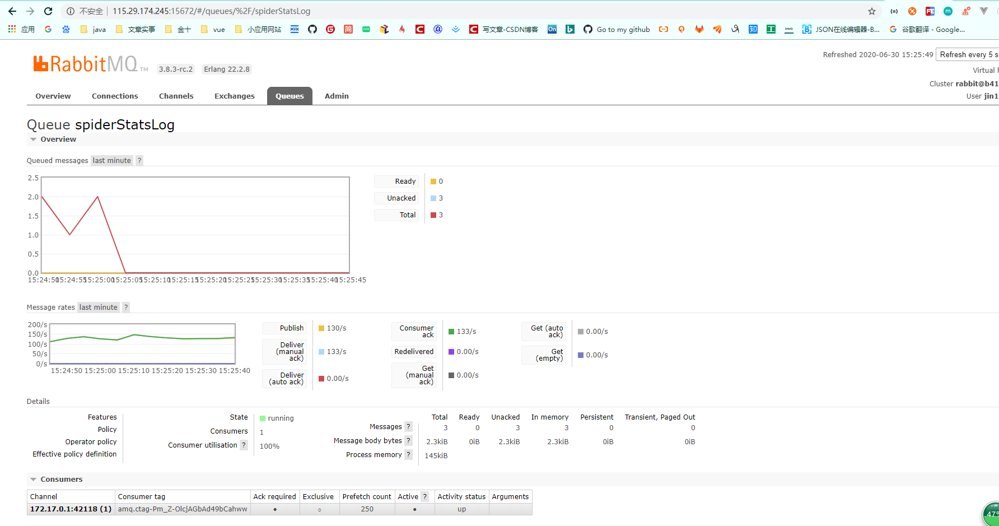 不安全 115.29.174.245:15672/#/queues/%2F/spiderStatsLog
应用 java 文章实事 金十 vue 小应用网站 写文章-CSDN博客 Go to my github JSON在线编辑器-B... 谷歌翻译 - Google...
RabbitMQ TM 3.8.3-rc.2 Erlang 22.2.8
Refreshed 2020-06-30 15:25:49 Refresh every 5 s
Virtual h
Cluster rabbit@b41
User jin1
Overview Connections Channels Exchanges Queues Admin
Queue spiderStatsLog
Overview
Queued messages last minute ?
2.5
2.0
1.5
1.0
0.5
0.0
15:24:50 15:24:55 15:25:00 15:25:05 15:25:10 15:25:15 15:25:20 15:25:25 15:25:30 15:25:35 15:25:40 15:25:45
Ready 0
Unacked 3
Total 3
Message rates last minute ?
200/s
150/s
100/s
50/s
0/s
15:24:50 15:25:00 15:25:10 15:25:20 15:25:30 15:25:40
Publish 130/s
Deliver (manual ack) 133/s
Deliver (auto ack) 0.00/s
Consumer ack 133/s
Redelivered 0.00/s
Get (manual ack) 0.00/s
Get (auto ack) 0.00/s
Get (empty) 0.00/s
Details
Features
Policy
Operator policy
Effective policy definition
State running
Consumers 1
Consumer utilisation ? 100%
Total Ready Unacked In memory Persistent Transient, Paged Out
Messages ? 3 0 3 3 0 0
Message body bytes ? 2.3kiB 0iB 2.3kiB 2.3kiB 0iB 0iB
Process memory ? 145kiB
Consumers
Channel Consumer tag Ack required Exclusive Prefetch count Active ? Activity status Arguments
172.17.0.1:42118 (1) amq.ctag-Pm_Z-OlcjAGbAd49bCahww ● ○ 250 ● up
47%